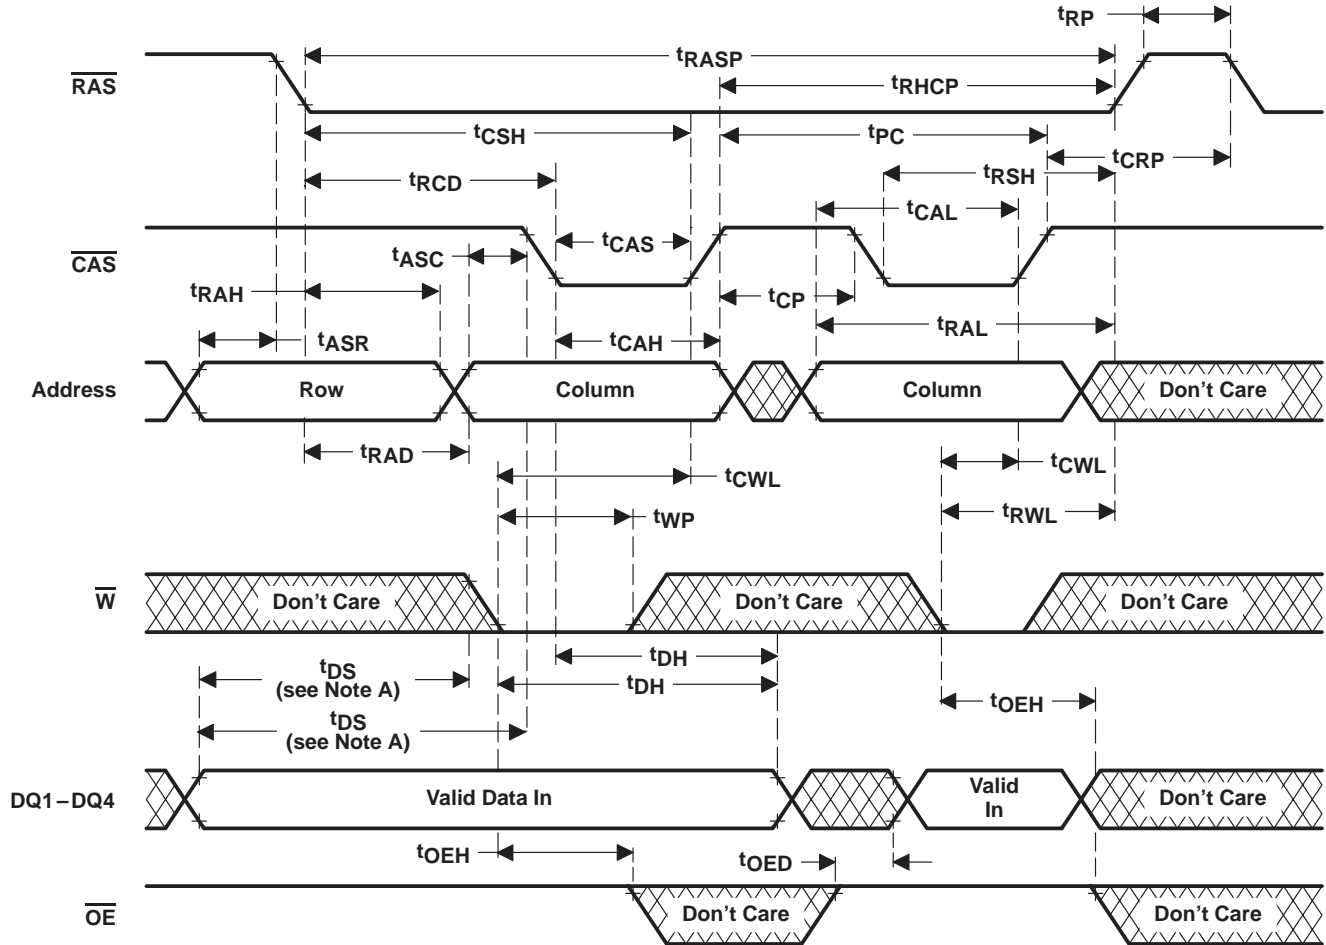 tRP
tRASP
RAS
tRHCP
tCSH
tPC
tCRP
tRCD
tRSH
tCAL
tCAS
CAS
tASC
tRAH
tCP
tRAL
tASR
tCAH
Address
Row
Column
Column
Don't Care
tRAD
tCWL
tCWL
tWP
tRWL
W
Don't Care
Don't Care
Don't Care
tDH
tDS
(see Note A)
tDH
tOEH
tDS
(see Note A)
DQ1–DQ4
Valid Data In
Valid
In
Don't Care
tOEH
tOED
OE
Don't Care
Don't Care